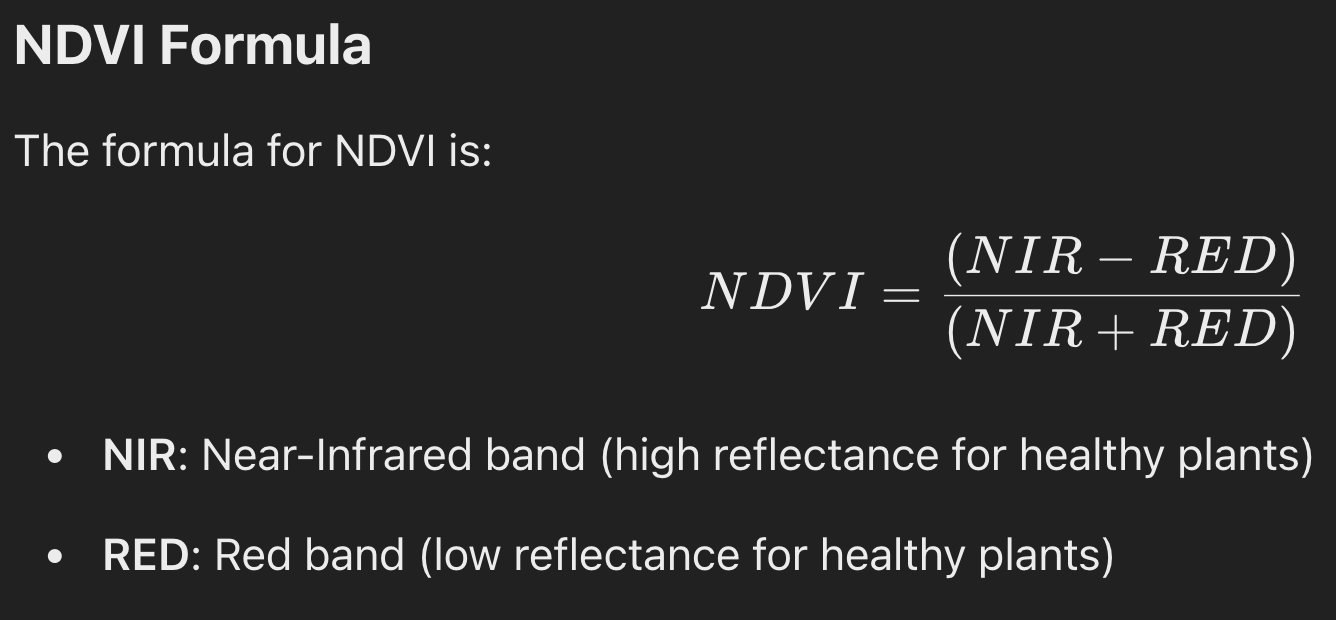 NDVI Formula
The formula for NDVI is:
NDVI = (NIR − RED) / (NIR + RED)
• NIR: Near-Infrared band (high reflectance for healthy plants)
• RED: Red band (low reflectance for healthy plants)